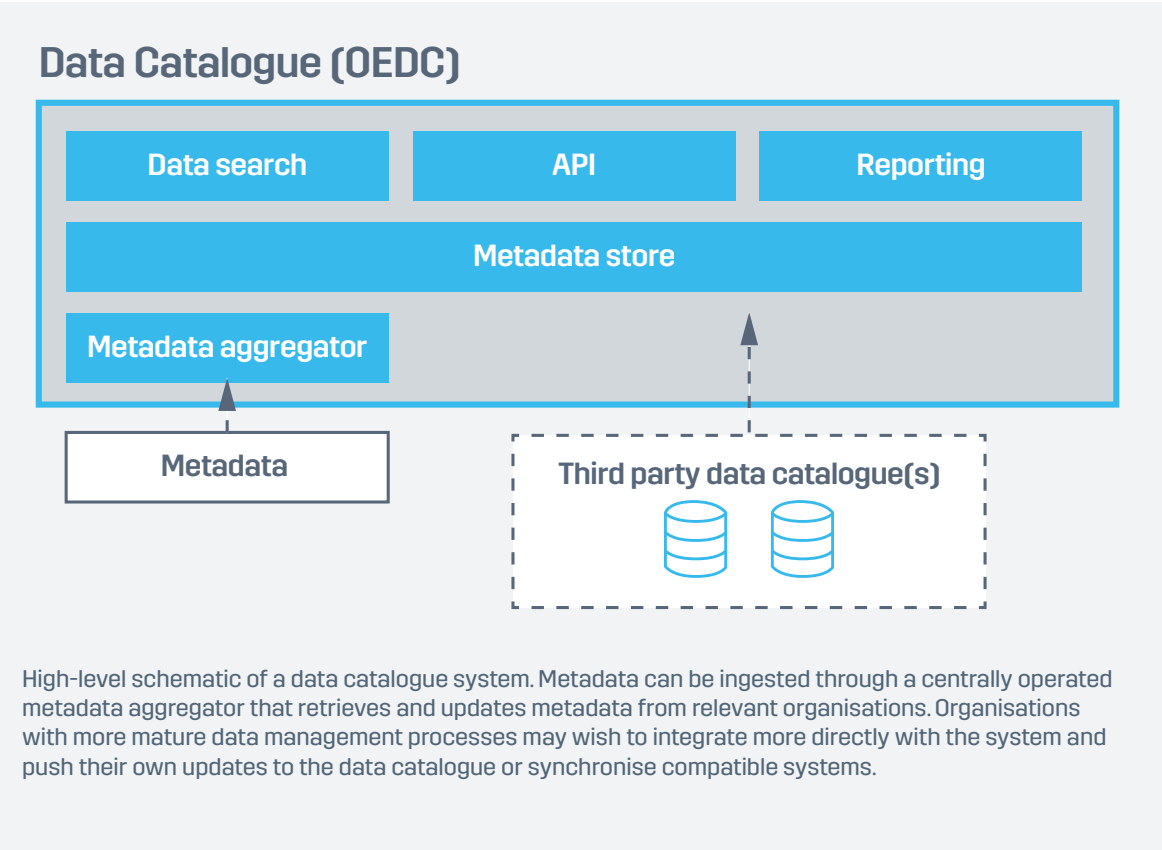 Data Catalogue (OEDC)
Data search
API
Reporting
Metadata store
Metadata aggregator
Metadata
Third party data catalogue(s)
High-level schematic of a data catalogue system. Metadata can be ingested through a centrally operated
metadata aggregator that retrieves and updates metadata from relevant organisations. Organisations
with more mature data management processes may wish to integrate more directly with the system and
push their own updates to the data catalogue or synchronise compatible systems.